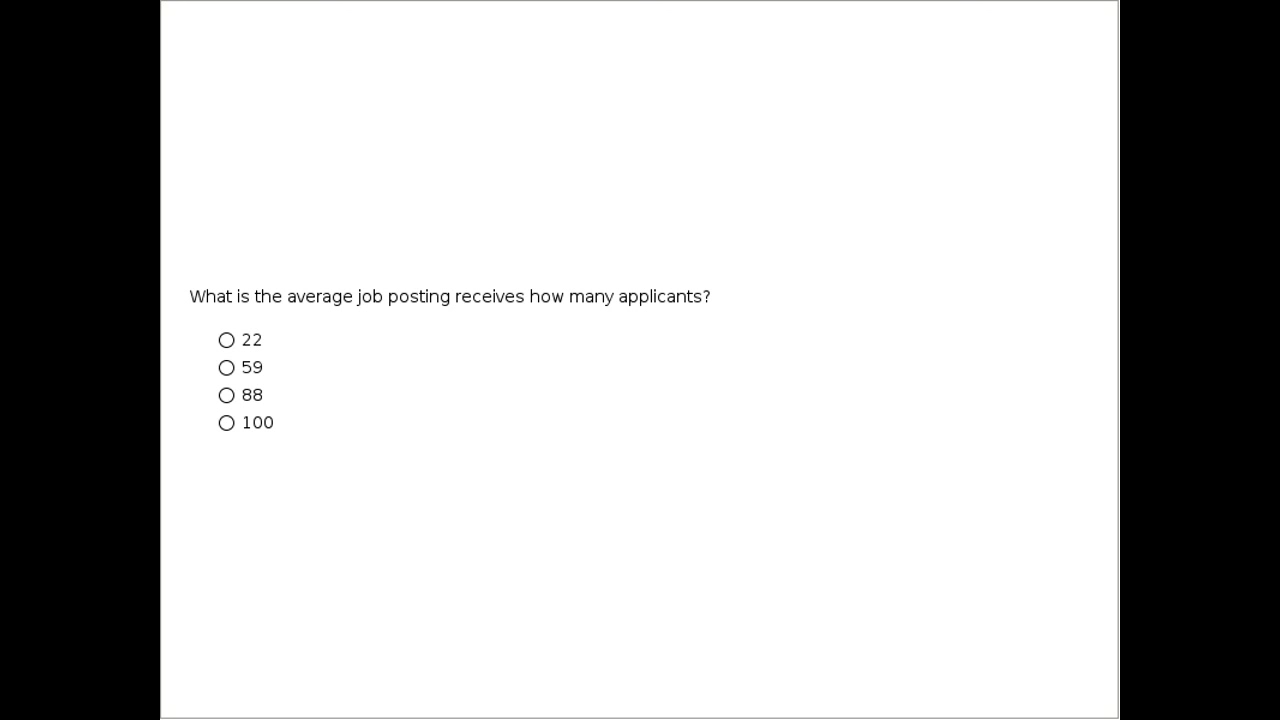 What is the average job posting receives how many applicants?
22
59
88
100